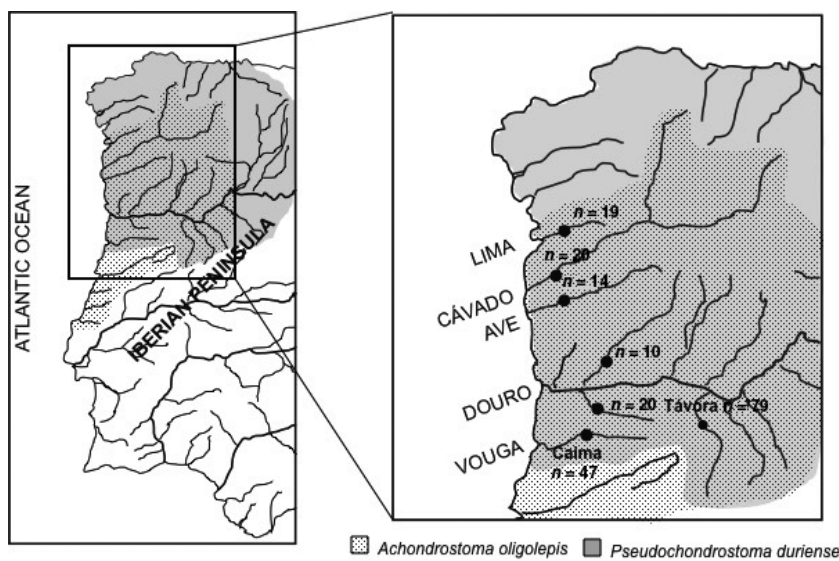 ATLANTIC OCEAN
IBERIAN PENINSULA
LIMA
CÁVADO
AVE
DOURO
VOUGA
n = 19
n = 20
n = 14
n = 10
n = 20
Távora n = 79
Caima
n = 47
Achondrostoma oligolepis
Pseudochondrostoma duriense